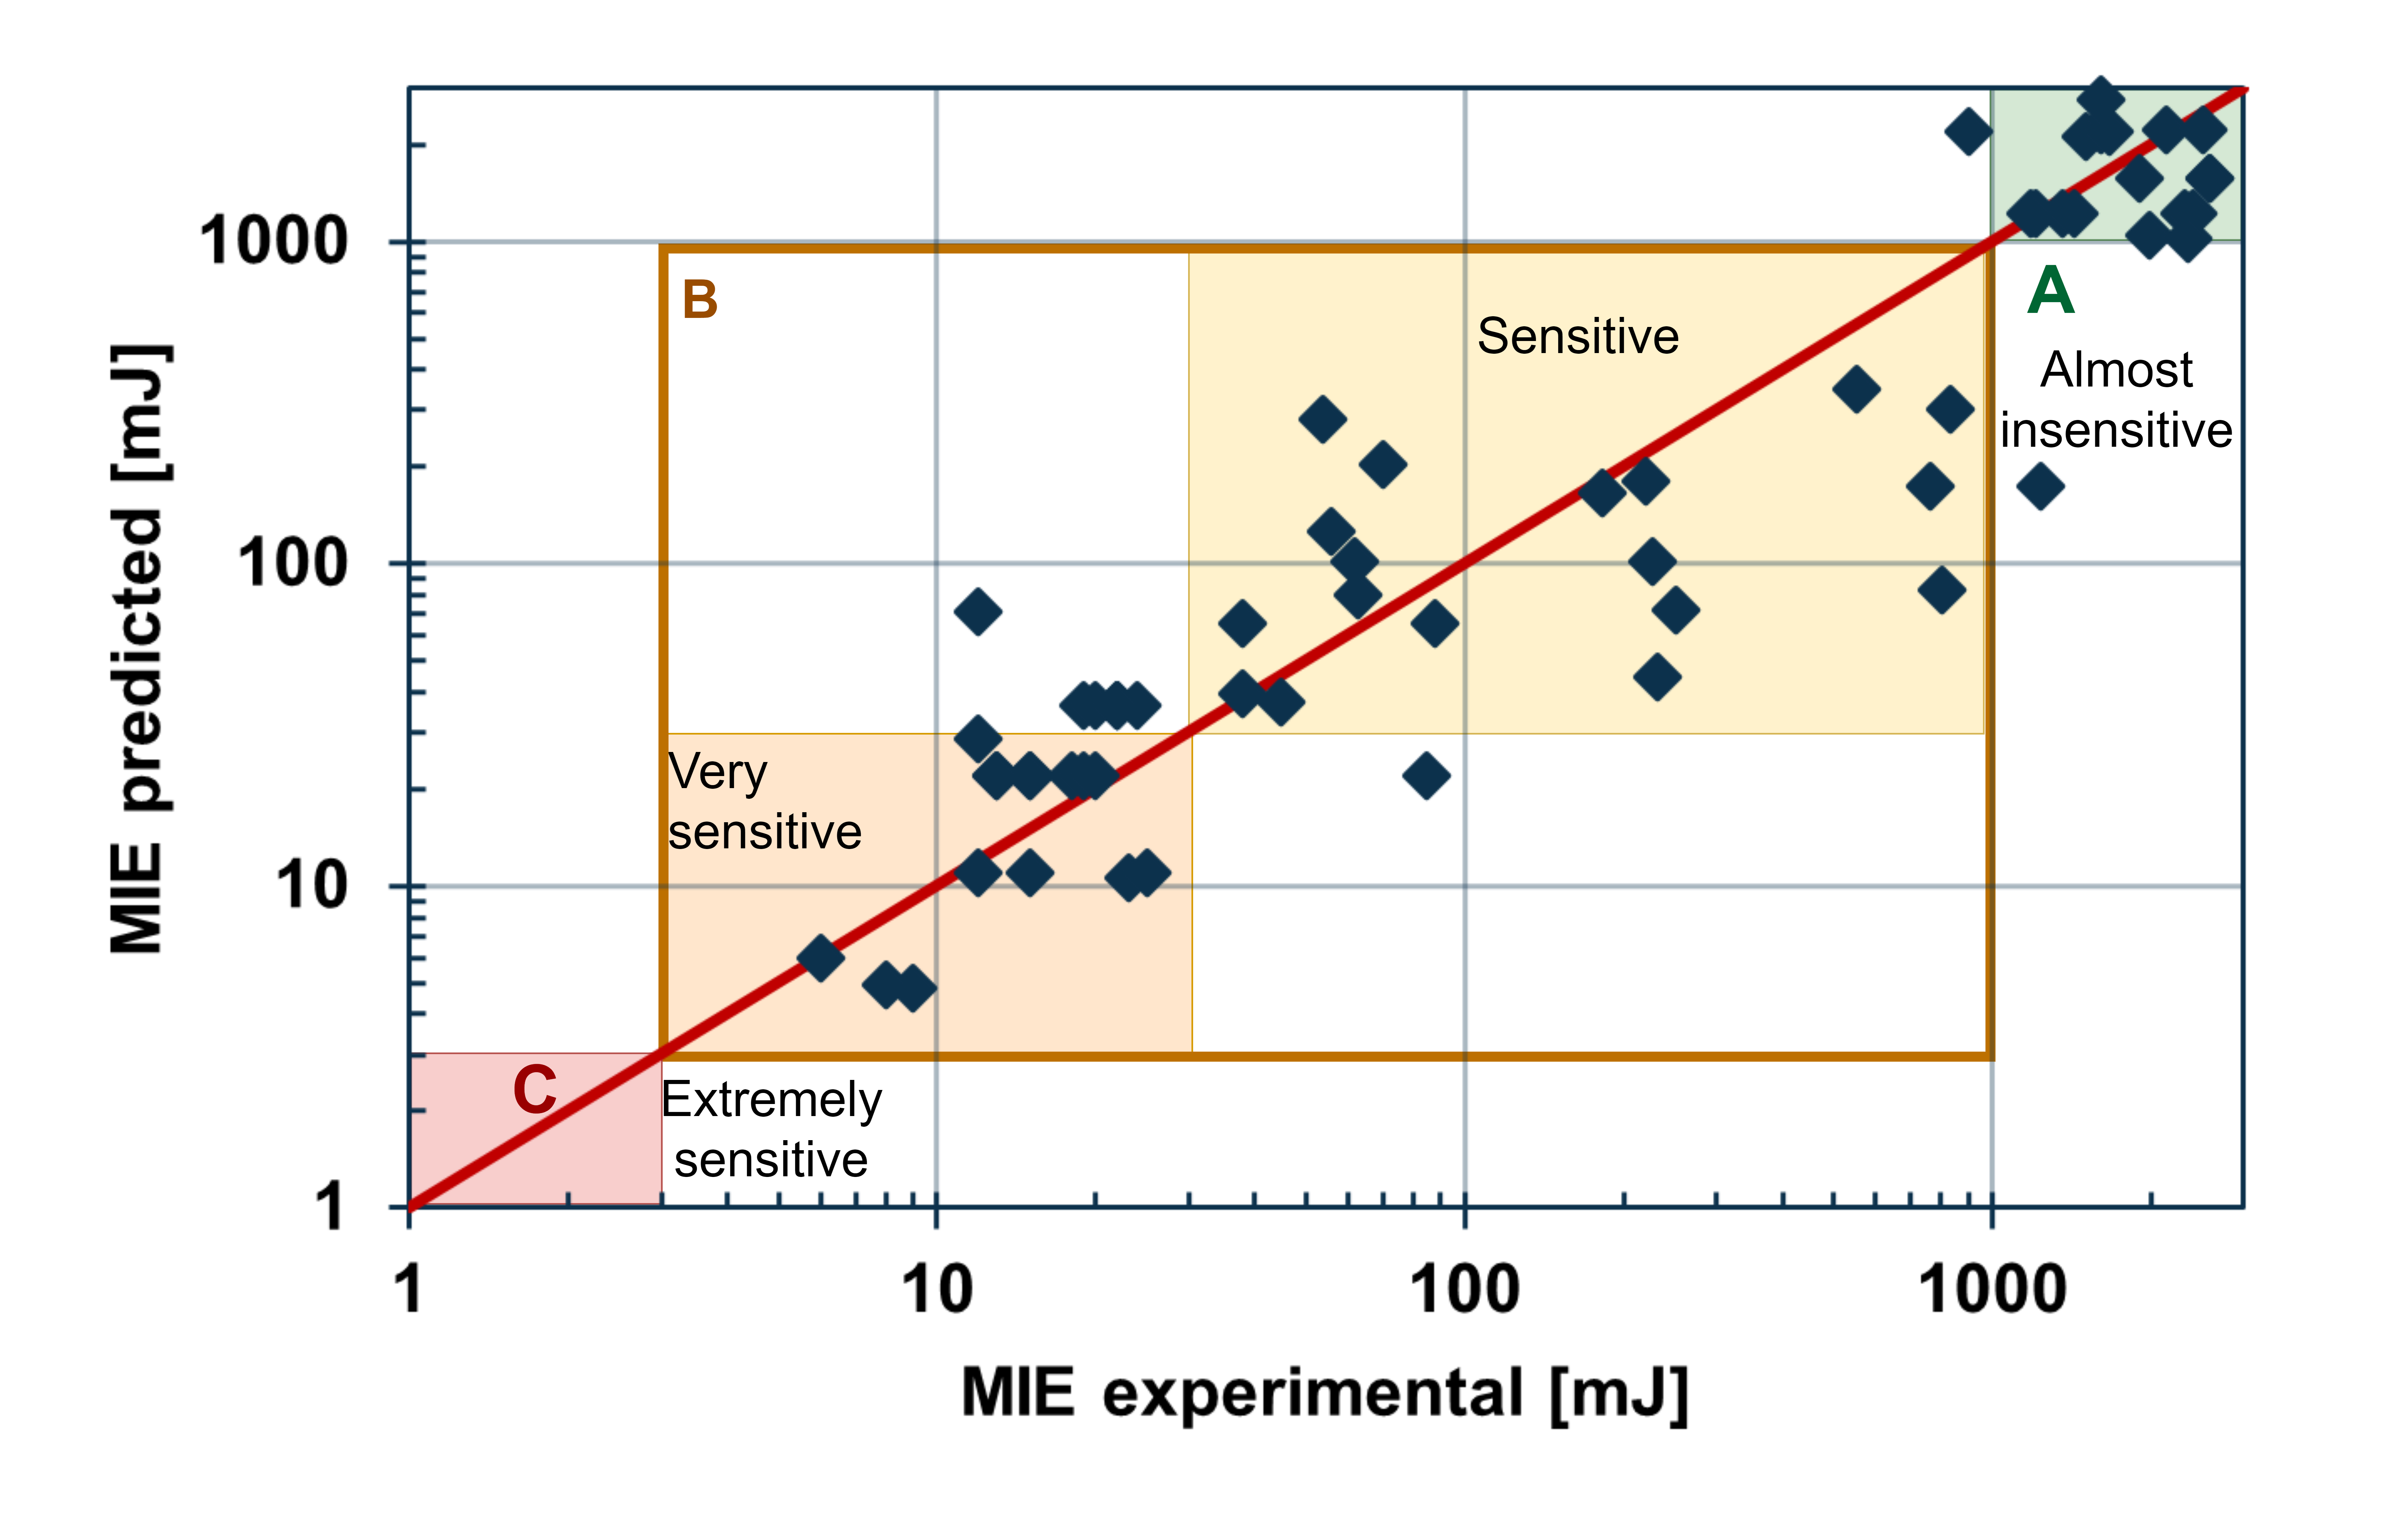 1000
100
10
1
MIE predicted [mJ]
B
Sensitive
A
Almost
insensitive
Very
sensitive
C
Extremely
sensitive
1
10
100
1000
MIE experimental [mJ]